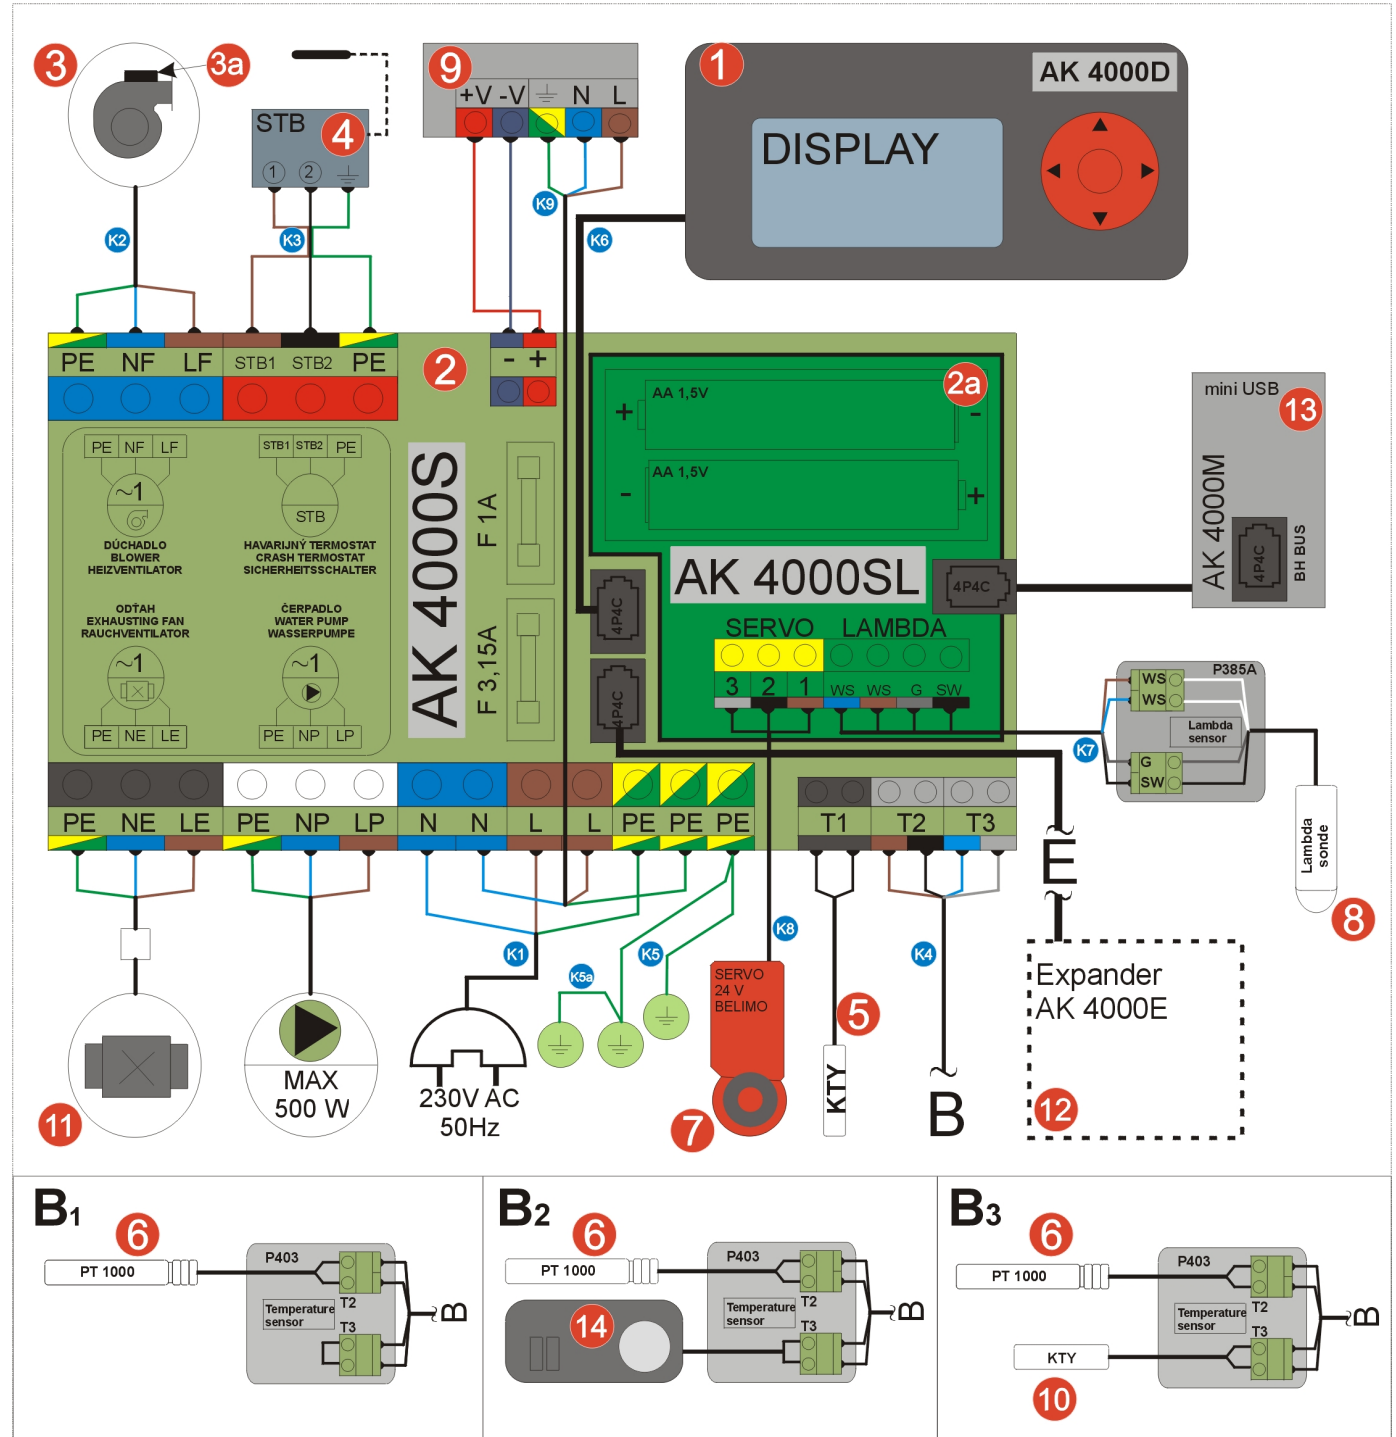 3
3a
STB
4
1
2
9
+V -V N L
1
AK 4000D
DISPLAY
K2
K3
K9
K6
PE NF LF STB1 STB2 PE
2
- +
2a
AA 1,5V
+ -
AA 1,5V
- +
mini USB
13
AK 4000M
4P4C
BH BUS
PE NF LF
~1
DÚCHADLO
BLOWER
HEIZVENTILATOR
STB1 STB2 PE
STB
HAVARIJNÝ TERMOSTAT
CRASH TERMOSTAT
SICHERHEITSSCHALTER
ODŤAH
EXHAUSTING FAN
RAUCHVENTILATOR
~1
PE NE LE
ČERPADLO
WATER PUMP
WASSERPUMPE
~1
PE NP LP
AK 4000S
F 1A
F 3,15A
4P4C
4P4C
AK 4000SL
4P4C
SERVO LAMBDA
3 2 1 WS WS G SW
P385A
WS
WS
Lambda
sensor
G
SW
K7
Lambda
sonde
8
PE NE LE PE NP LP N N L L PE PE PE T1 T2 T3
E
K1
K5a
K5
K8
K4
11
MAX
500 W
230V AC
50Hz
SERVO
24 V
BELIMO
7
5
KTY
B
Expander
AK 4000E
12
B1
6
PT 1000
P403
T2
Temperature
sensor
T3
B
B2
6
PT 1000
14
P403
T2
Temperature
sensor
T3
B
B3
6
PT 1000
P403
T2
Temperature
sensor
T3
KTY
10
B